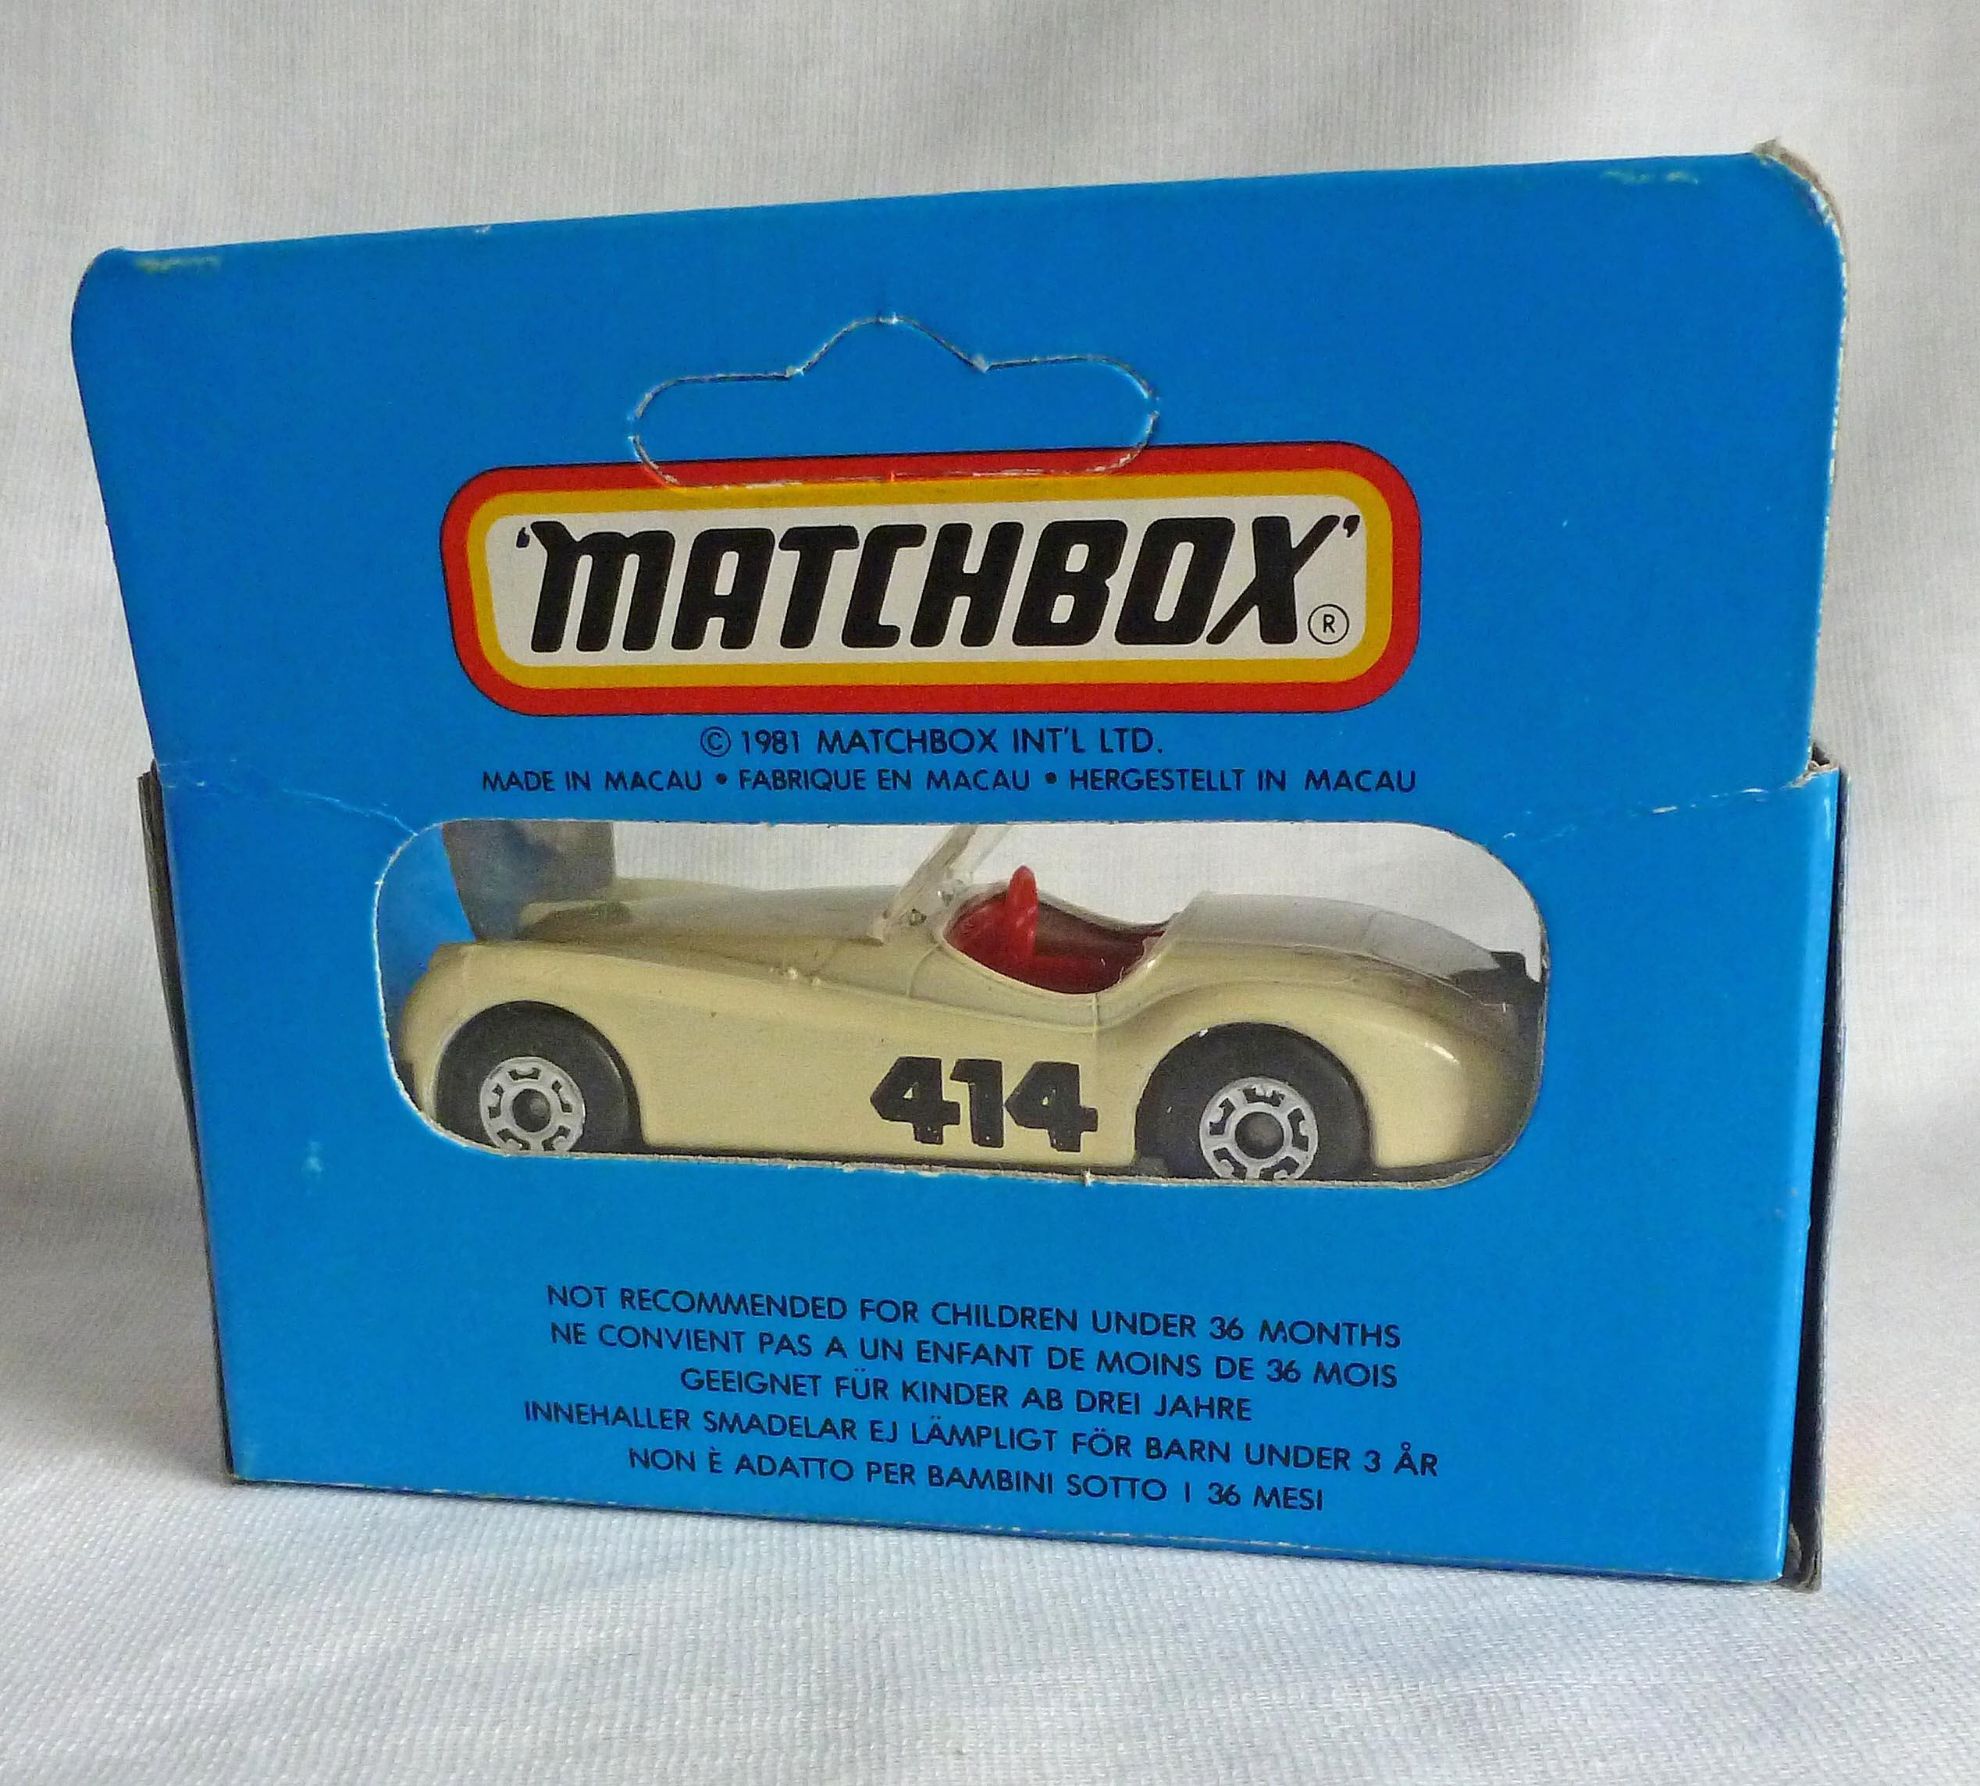 'MATCHBOX'®
© 1981 MATCHBOX INT'L LTD.
MADE IN MACAU • FABRIQUE EN MACAU • HERGESTELLT IN MACAU
414
NOT RECOMMENDED FOR CHILDREN UNDER 36 MONTHS
NE CONVIENT PAS A UN ENFANT DE MOINS DE 36 MOIS
GEEIGNET FÜR KINDER AB DREI JAHRE
INNEHALLER SMADELAR EJ LÄMPLIGT FÖR BARN UNDER 3 ÅR
NON È ADATTO PER BAMBINI SOTTO I 36 MESI